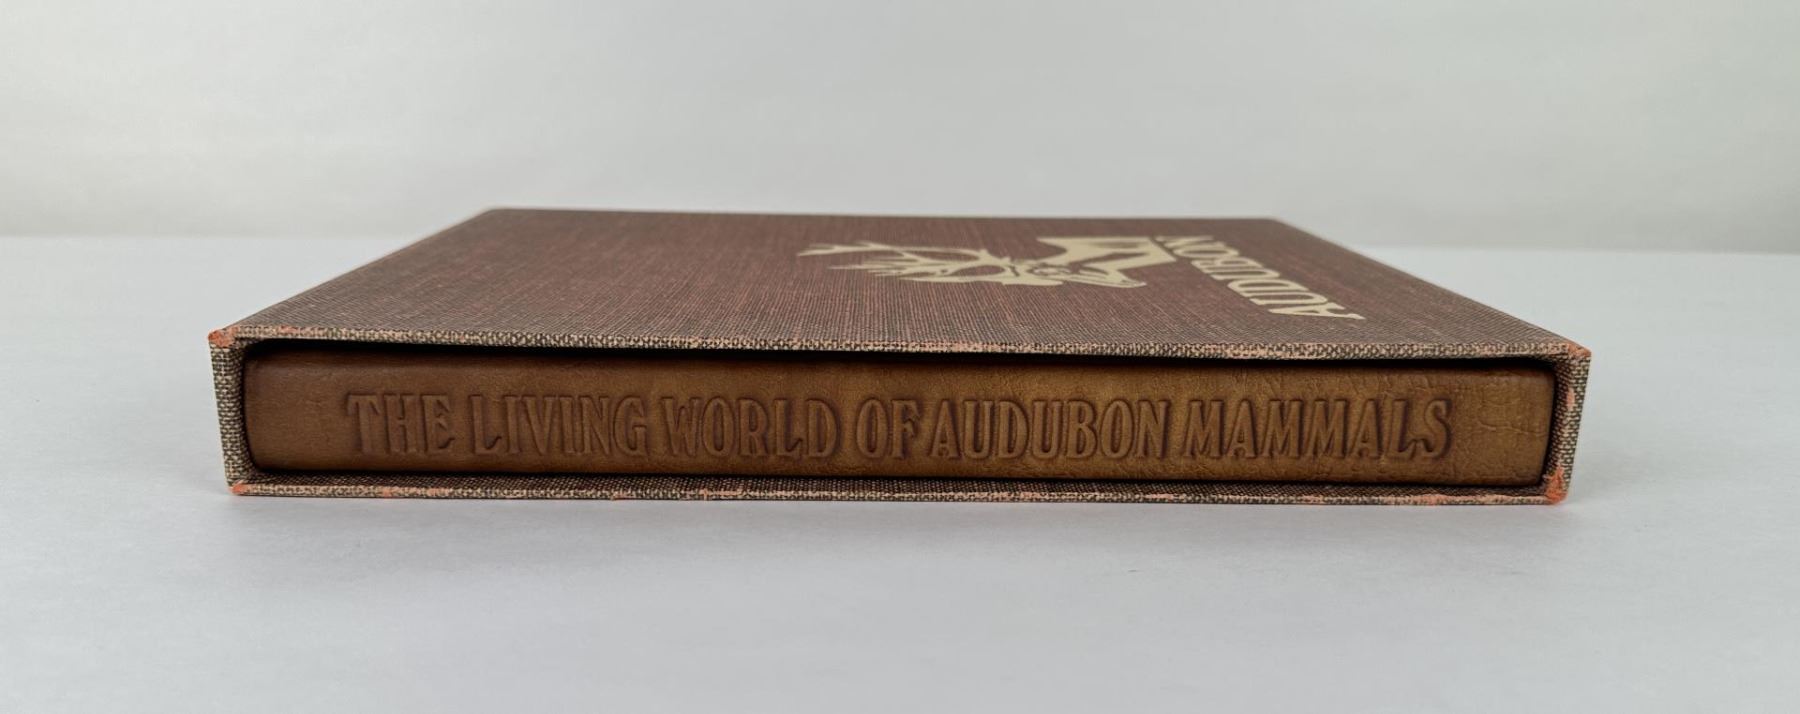 AUDUBON
THE LIVING WORLD OF AUDUBON MAMMALS